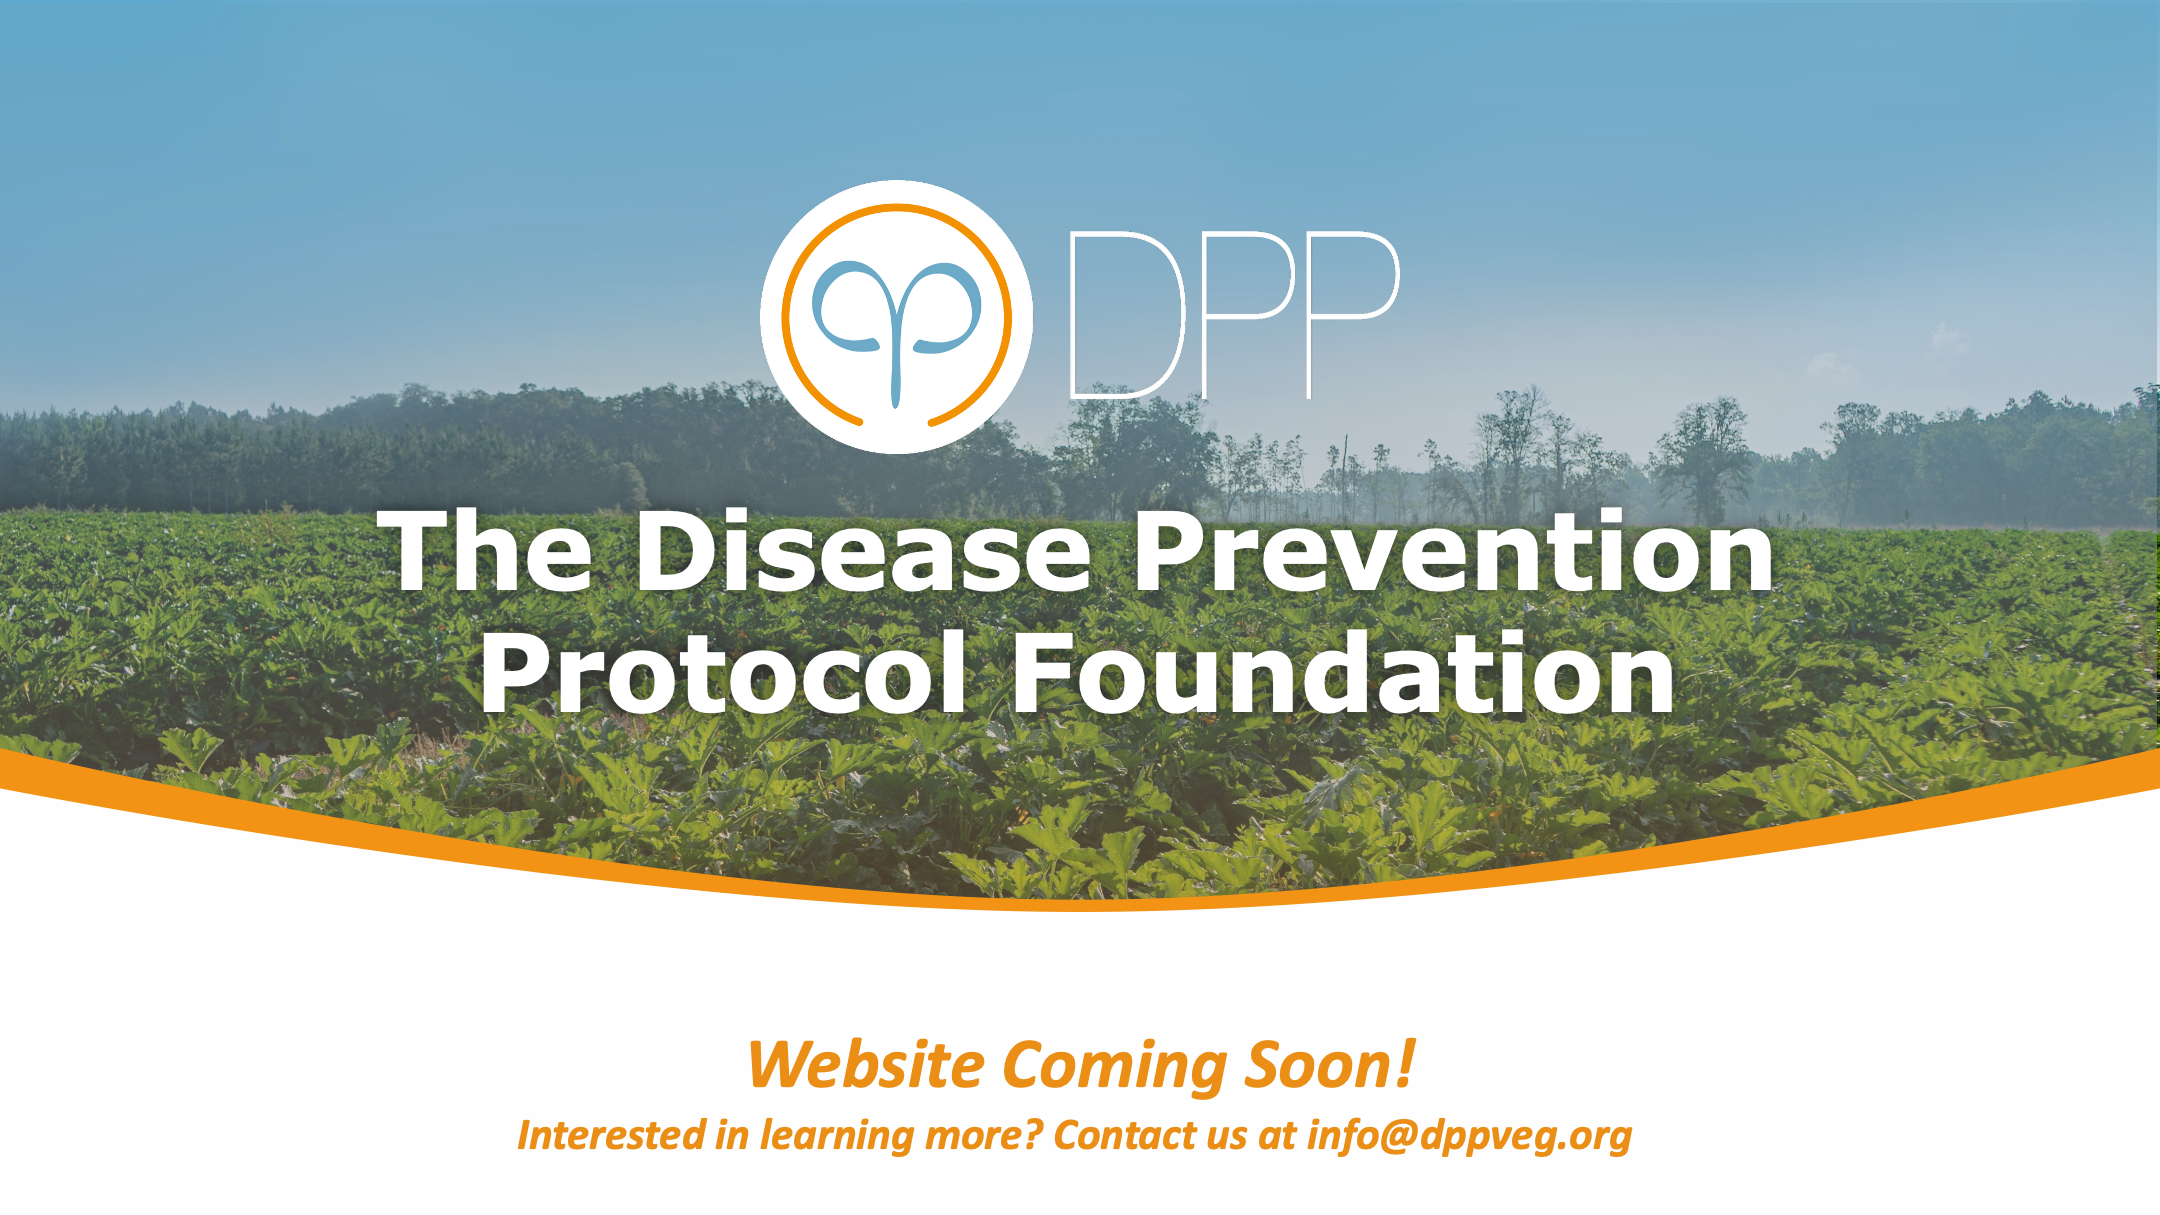 DPP
The Disease Prevention
Protocol Foundation
Website Coming Soon!
Interested in learning more? Contact us at info@dppveg.org